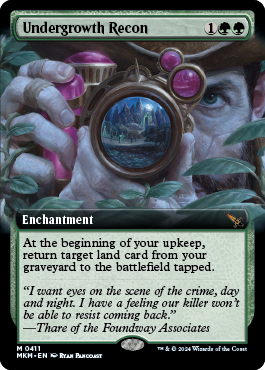 Undergrowth Recon 1
Enchantment
At the beginning of your upkeep,
return target land card from your
graveyard to the battlefield tapped.
“I want eyes on the scene of the crime, day
and night. I have a feeling our killer won’t
be able to resist coming back.”
—Thare of the Foundway Associates
M 0411
MKM • EN Ryan Pancoast ™ & © 2024 Wizards of the Coast